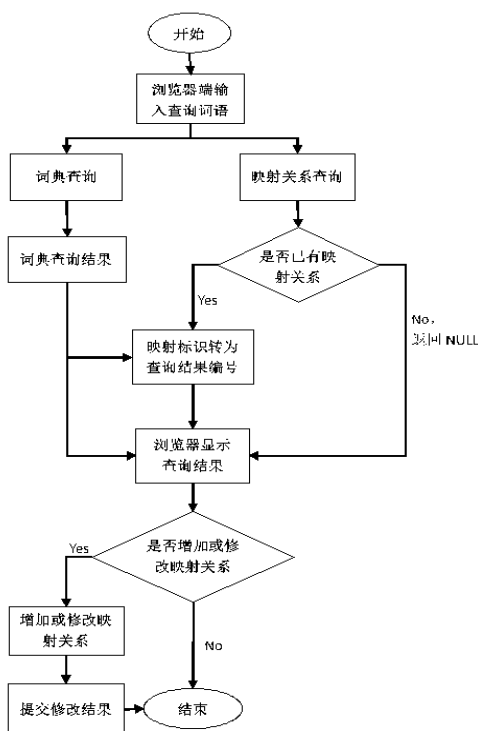 开始
浏览器端输
入查询词语
词典查询
映射关系查询
词典查询结果
是否已有映
射关系
Yes
No，
返回 NULL
映射标识转为
查询结果编号
浏览器显示
查询结果
是否增加或修
改映射关系
Yes
增加或修改映
射关系
No
提交修改结果
结束